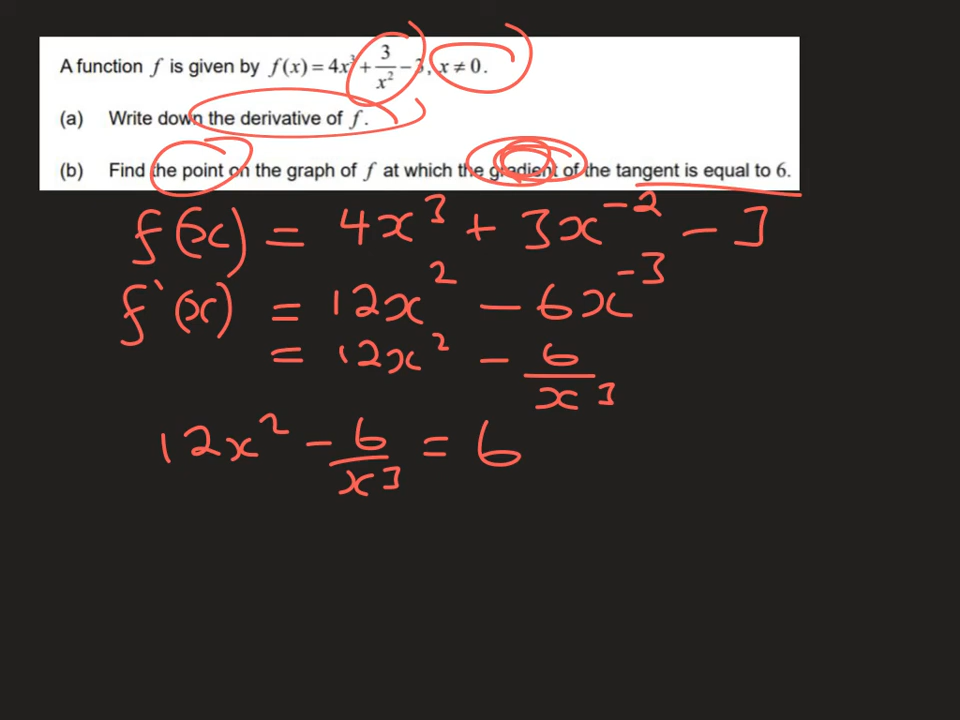 A function f is given by f(x) = 4x³ + 3/x² − 3, x ≠ 0.
(a) Write down the derivative of f.
(b) Find the point on the graph of f at which the gradient of the tangent is equal to 6.
f(x) = 4x³ + 3x⁻² − 3
f'(x) = 12x² − 6x⁻³
= 12x² − 6/x³
12x² − 6/x³ = 6